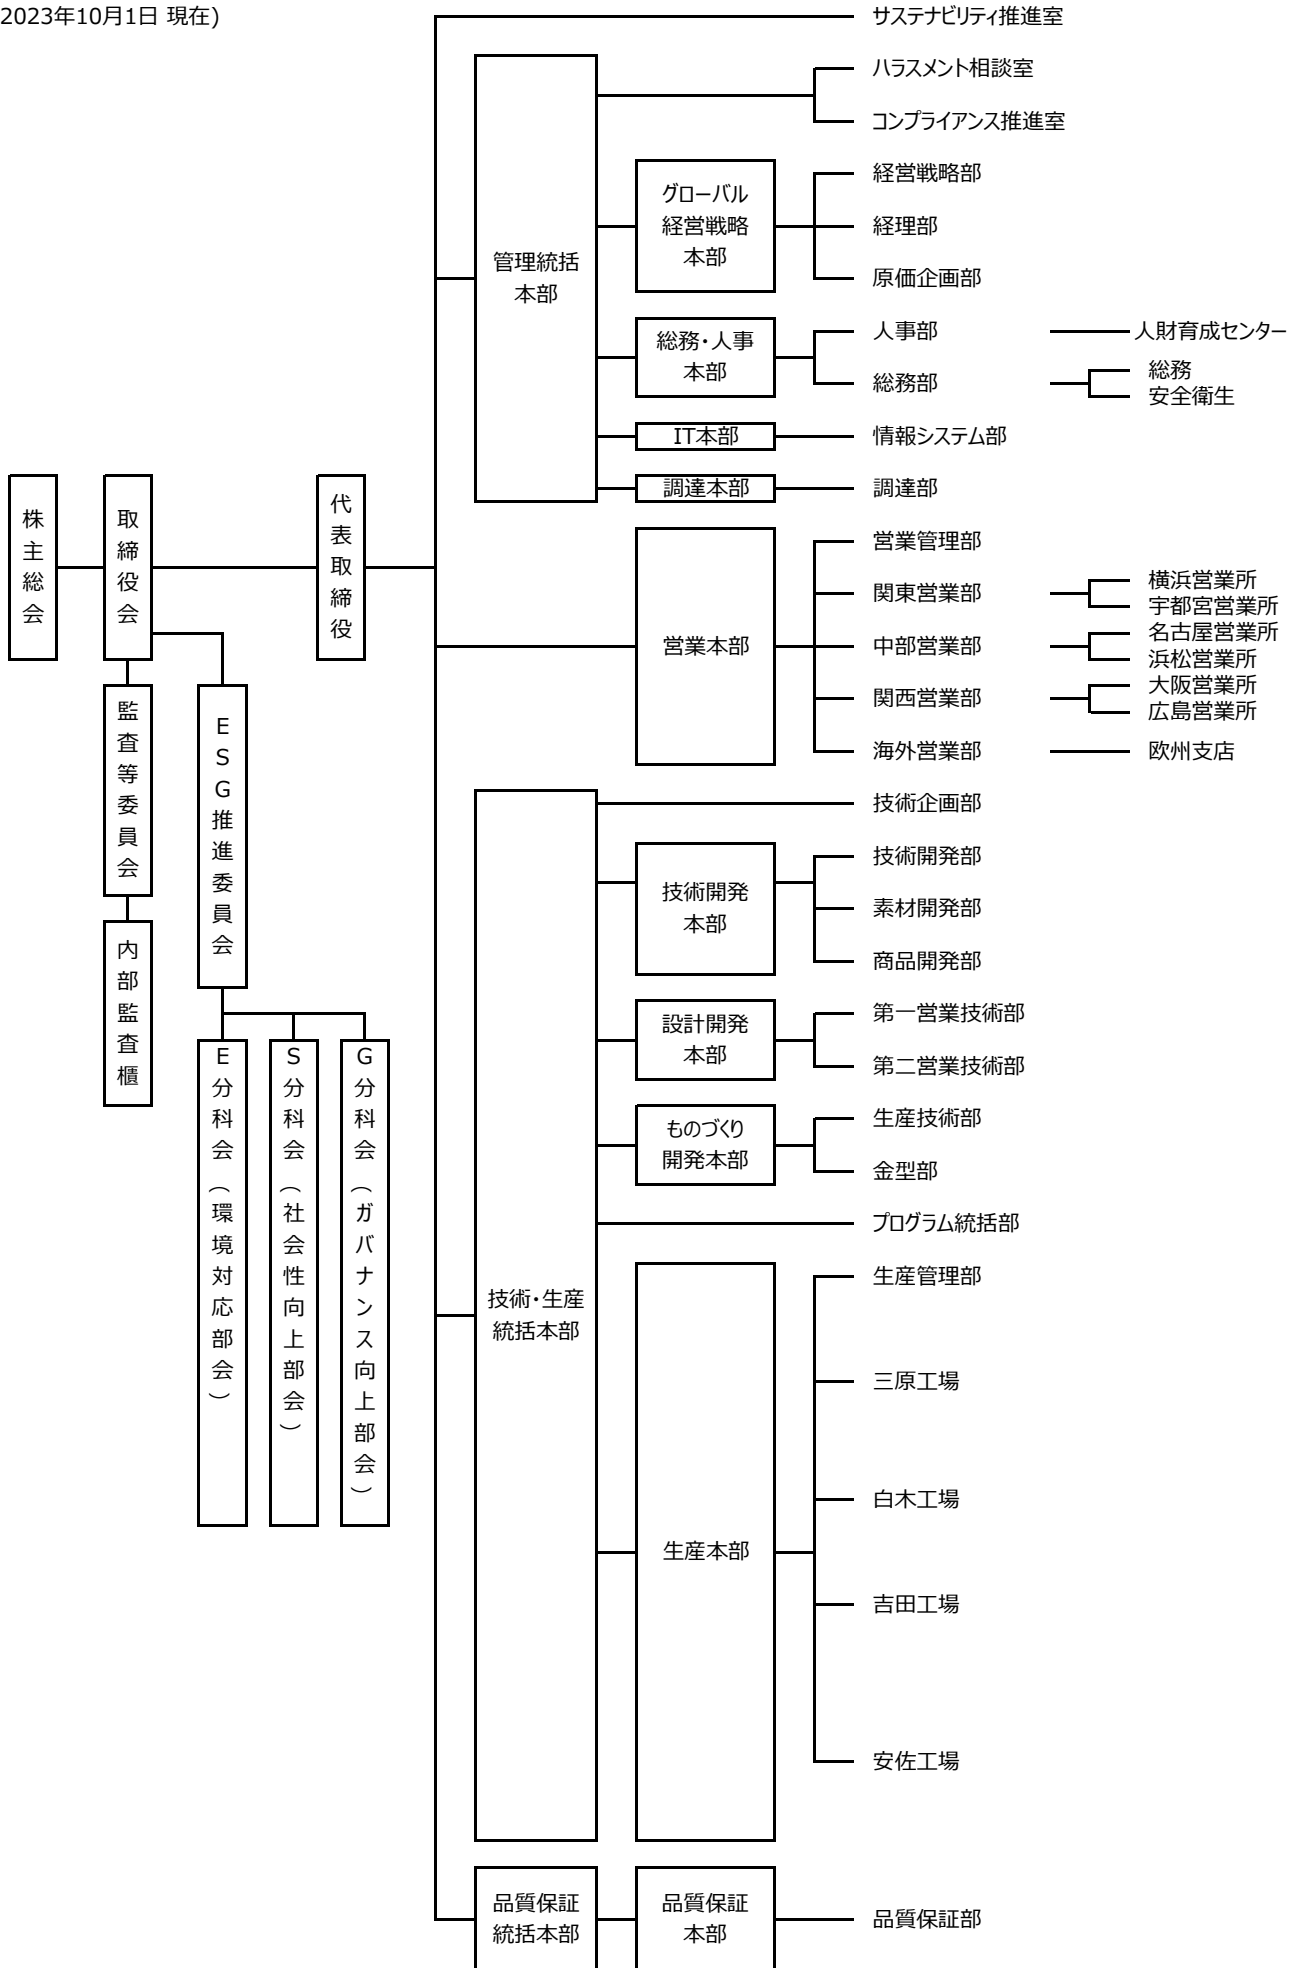 2023年10月1日 現在)
サステナビリティ推進室
ハラスメント相談室
コンプライアンス推進室
管理統括
本部
グローバル
経営戦略
本部
経営戦略部
経理部
原価企画部
総務・人事
本部
人事部
人財育成センター
総務部
総務
安全衛生
IT本部
情報システム部
調達本部
調達部
株主総会
取締役会
代表取締役
監査等委員会
内部監査櫃
ESG推進委員会
E分科会(環境対応部会)
S分科会(社会性向上部会)
G分科会(ガバナンス向上部会)
営業本部
営業管理部
関東営業部
横浜営業所
宇都宮営業所
中部営業部
名古屋営業所
浜松営業所
関西営業部
大阪営業所
広島営業所
海外営業部
欧州支店
技術・生産
統括本部
技術企画部
技術開発
本部
技術開発部
素材開発部
商品開発部
設計開発
本部
第一営業技術部
第二営業技術部
ものづくり
開発本部
生産技術部
金型部
プログラム統括部
生産本部
生産管理部
三原工場
白木工場
吉田工場
安佐工場
品質保証
統括本部
品質保証
本部
品質保証部